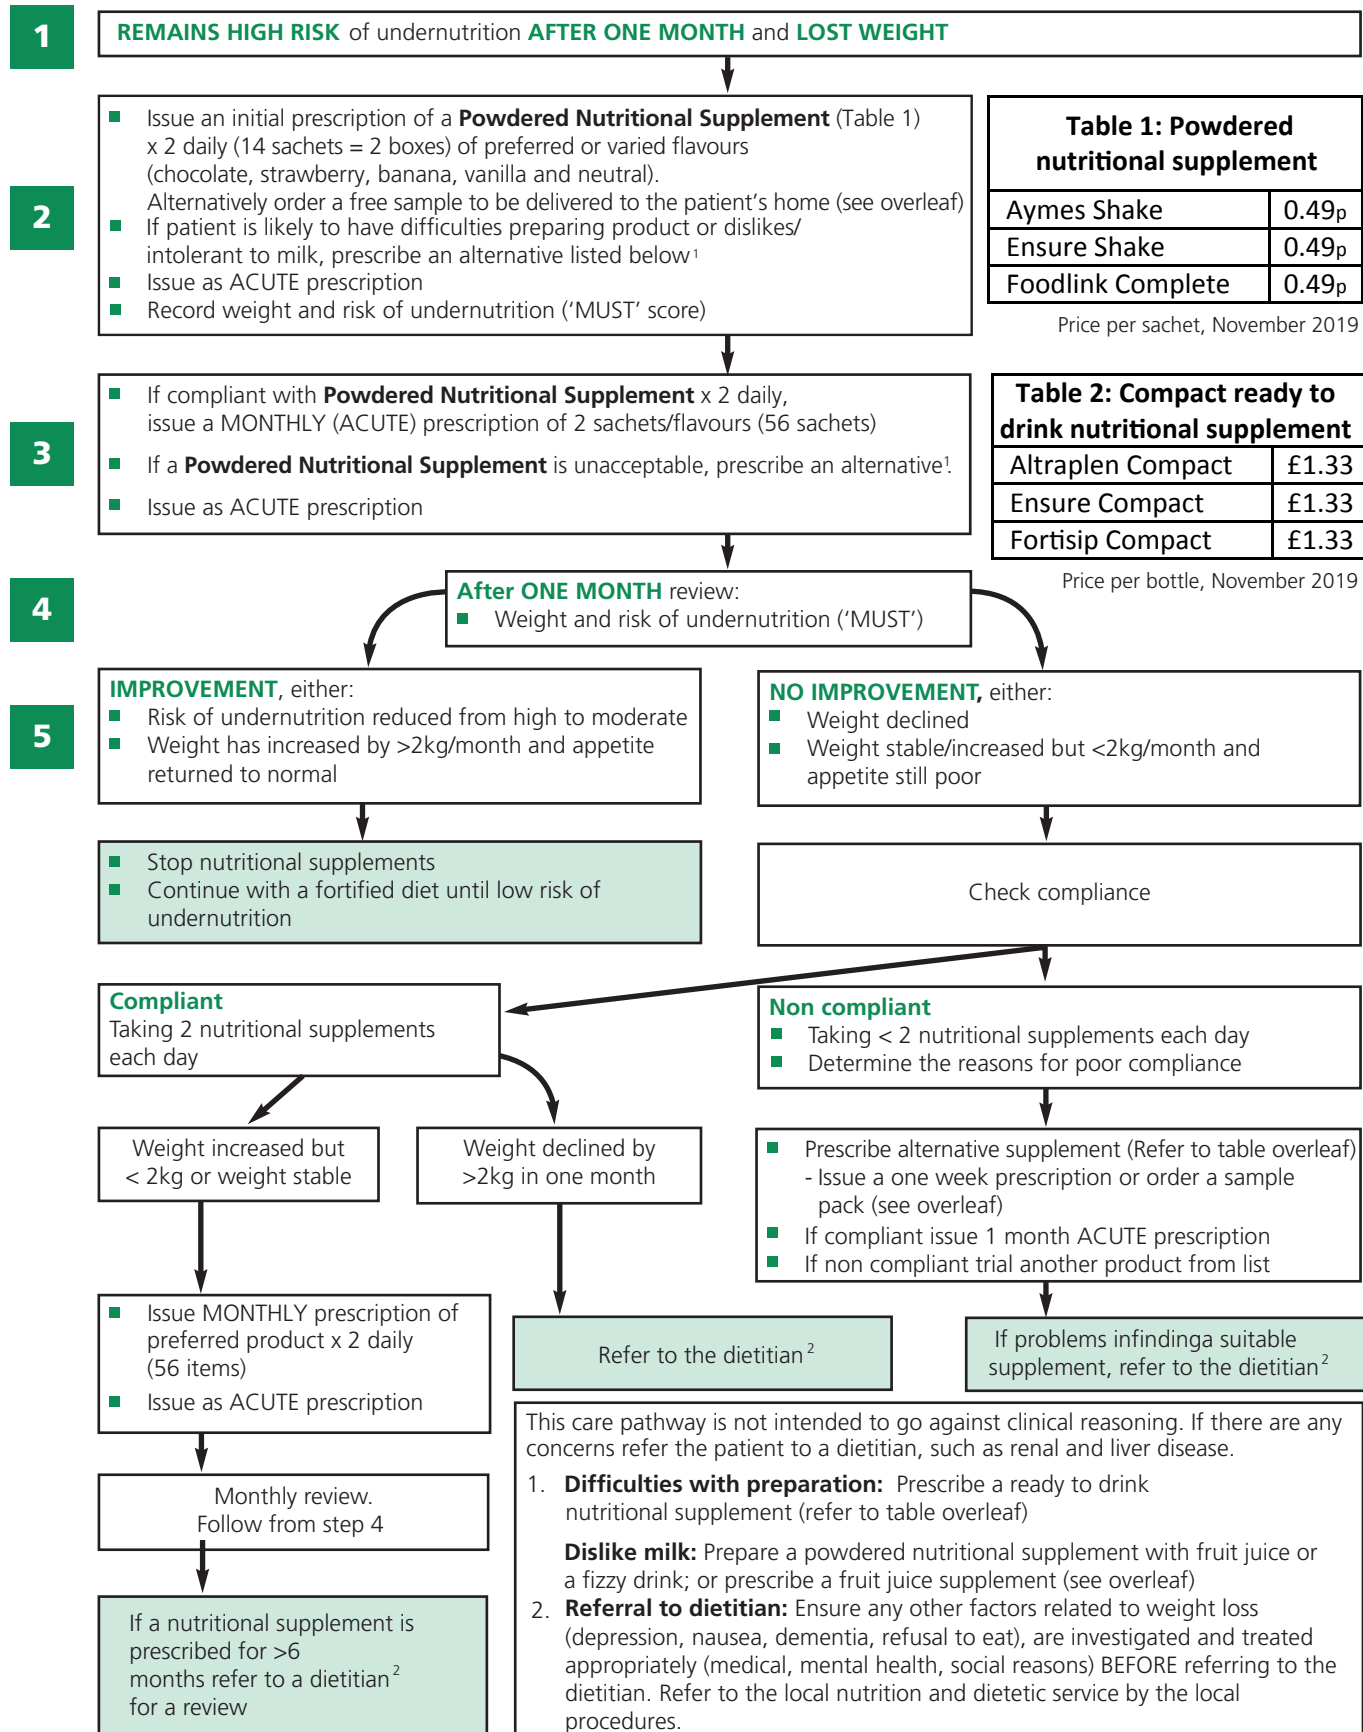 1
REMAINS HIGH RISK of undernutrition AFTER ONE MONTH and LOST WEIGHT
2
■ Issue an initial prescription of a Powdered Nutritional Supplement (Table 1)
x 2 daily (14 sachets = 2 boxes) of preferred or varied flavours
(chocolate, strawberry, banana, vanilla and neutral).
Alternatively order a free sample to be delivered to the patient's home (see overleaf)
■ If patient is likely to have difficulties preparing product or dislikes/
intolerant to milk, prescribe an alternative listed below 1
■ Issue as ACUTE prescription
■ Record weight and risk of undernutrition ('MUST' score)
Table 1: Powdered
nutritional supplement
Aymes Shake 0.49p
Ensure Shake 0.49p
Foodlink Complete 0.49p
Price per sachet, November 2019
3
■ If compliant with Powdered Nutritional Supplement x 2 daily,
issue a MONTHLY (ACUTE) prescription of 2 sachets/flavours (56 sachets)
■ If a Powdered Nutritional Supplement is unacceptable, prescribe an alternative1.
■ Issue as ACUTE prescription
Table 2: Compact ready to
drink nutritional supplement
Altraplen Compact £1.33
Ensure Compact £1.33
Fortisip Compact £1.33
Price per bottle, November 2019
4
After ONE MONTH review:
■ Weight and risk of undernutrition ('MUST')
5
IMPROVEMENT, either:
■ Risk of undernutrition reduced from high to moderate
■ Weight has increased by >2kg/month and appetite
returned to normal
NO IMPROVEMENT, either:
■ Weight declined
■ Weight stable/increased but <2kg/month and
appetite still poor
■ Stop nutritional supplements
■ Continue with a fortified diet until low risk of
undernutrition
Check compliance
Compliant
Taking 2 nutritional supplements
each day
Non compliant
■ Taking < 2 nutritional supplements each day
■ Determine the reasons for poor compliance
Weight increased but
< 2kg or weight stable
Weight declined by
>2kg in one month
■ Prescribe alternative supplement (Refer to table overleaf)
- Issue a one week prescription or order a sample
pack (see overleaf)
■ If compliant issue 1 month ACUTE prescription
■ If non compliant trial another product from list
■ Issue MONTHLY prescription of
preferred product x 2 daily
(56 items)
■ Issue as ACUTE prescription
Refer to the dietitian 2
If problems infindinga suitable
supplement, refer to the dietitian 2
Monthly review.
Follow from step 4
If a nutritional supplement is
prescribed for >6
months refer to a dietitian 2
for a review
This care pathway is not intended to go against clinical reasoning. If there are any
concerns refer the patient to a dietitian, such as renal and liver disease.
1. Difficulties with preparation: Prescribe a ready to drink
nutritional supplement (refer to table overleaf)
Dislike milk: Prepare a powdered nutritional supplement with fruit juice or
a fizzy drink; or prescribe a fruit juice supplement (see overleaf)
2. Referral to dietitian: Ensure any other factors related to weight loss
(depression, nausea, dementia, refusal to eat), are investigated and treated
appropriately (medical, mental health, social reasons) BEFORE referring to the
dietitian. Refer to the local nutrition and dietetic service by the local
procedures.